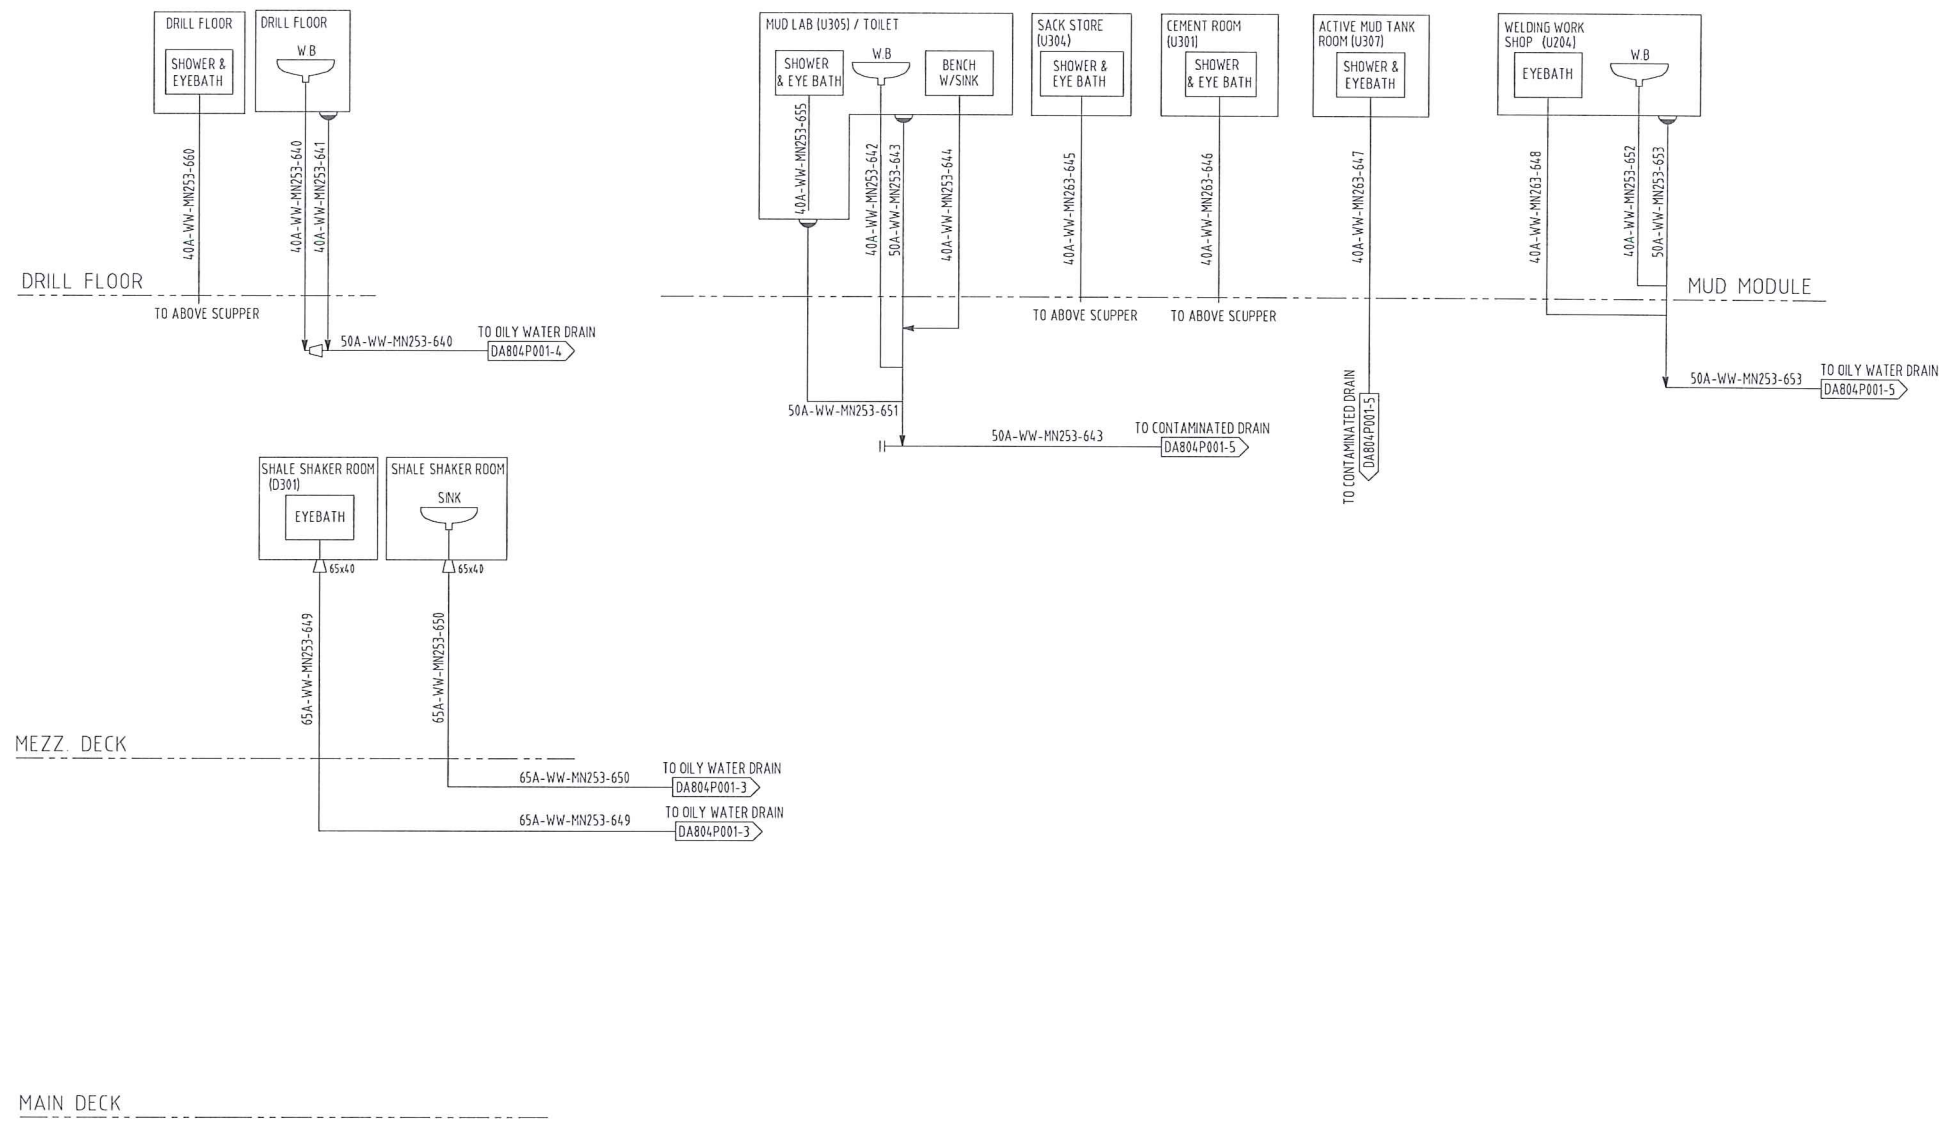 DRILL FLOOR
SHOWER &
EYEBATH
40A-WW-MN253-660
TO ABOVE SCUPPER
DRILL FLOOR
W.B
40A-WW-MN253-640
40A-WW-MN253-641
50A-WW-MN253-640
TO OILY WATER DRAIN
DA804P001-4
DRILL FLOOR
MUD LAB (U305) / TOILET
SHOWER
& EYE BATH
40A-WW-MN253-655
W.B
BENCH
W/SINK
40A-WW-MN253-642
50A-WW-MN253-643
40A-WW-MN253-644
50A-WW-MN253-651
50A-WW-MN253-643
TO CONTAMINATED DRAIN
DA804P001-5
SACK STORE
(U304)
SHOWER &
EYE BATH
40A-WW-MN263-645
TO ABOVE SCUPPER
CEMENT ROOM
(U301)
SHOWER
& EYE BATH
40A-WW-MN263-646
TO ABOVE SCUPPER
ACTIVE MUD TANK
ROOM (U307)
SHOWER &
EYEBATH
40A-WW-MN263-647
TO CONTAMINATED DRAIN
DA804P001-5
WELDING WORK
SHOP (U204)
EYEBATH
W.B
40A-WW-MN263-648
40A-WW-MN253-652
50A-WW-MN253-653
MUD MODULE
50A-WW-MN253-653
TO OILY WATER DRAIN
DA804P001-5
SHALE SHAKER ROOM
(D301)
EYEBATH
65x40
65A-WW-MN253-649
SHALE SHAKER ROOM
SINK
65x40
65A-WW-MN253-650
MEZZ. DECK
65A-WW-MN253-650
TO OILY WATER DRAIN
DA804P001-3
65A-WW-MN253-649
TO OILY WATER DRAIN
DA804P001-3
MAIN DECK